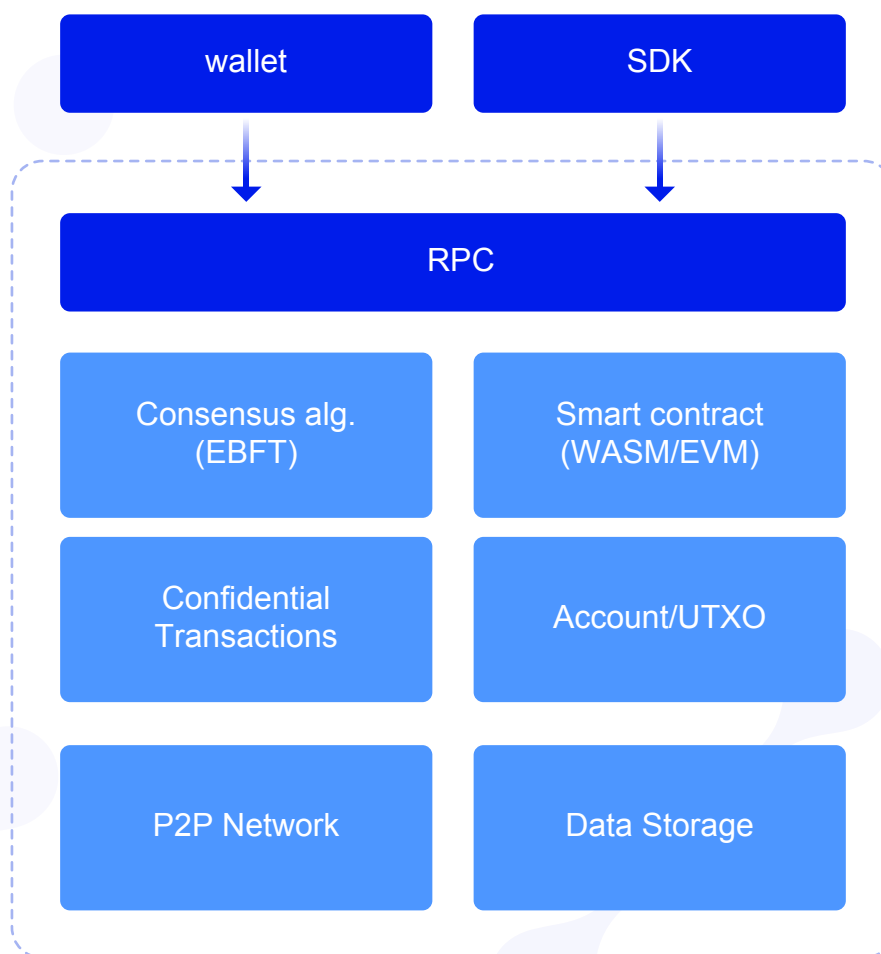 wallet
SDK
RPC
Consensus alg.
(EBFT)
Smart contract
(WASM/EVM)
Confidential
Transactions
Account/UTXO
P2P Network
Data Storage